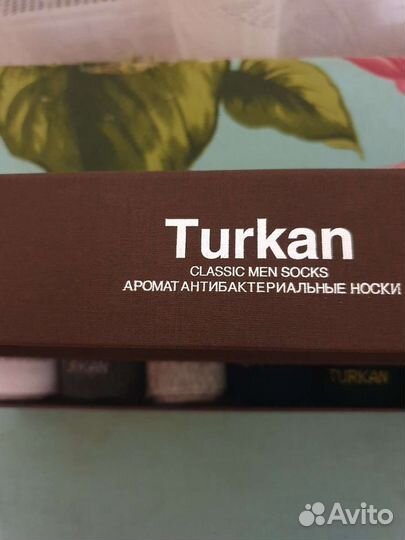 Turkan
CLASSIC MEN SOCKS
АРОМАТ АНТИБАКТЕРИАЛЬНЫЕ НОСКИ
TURKAN
Avito